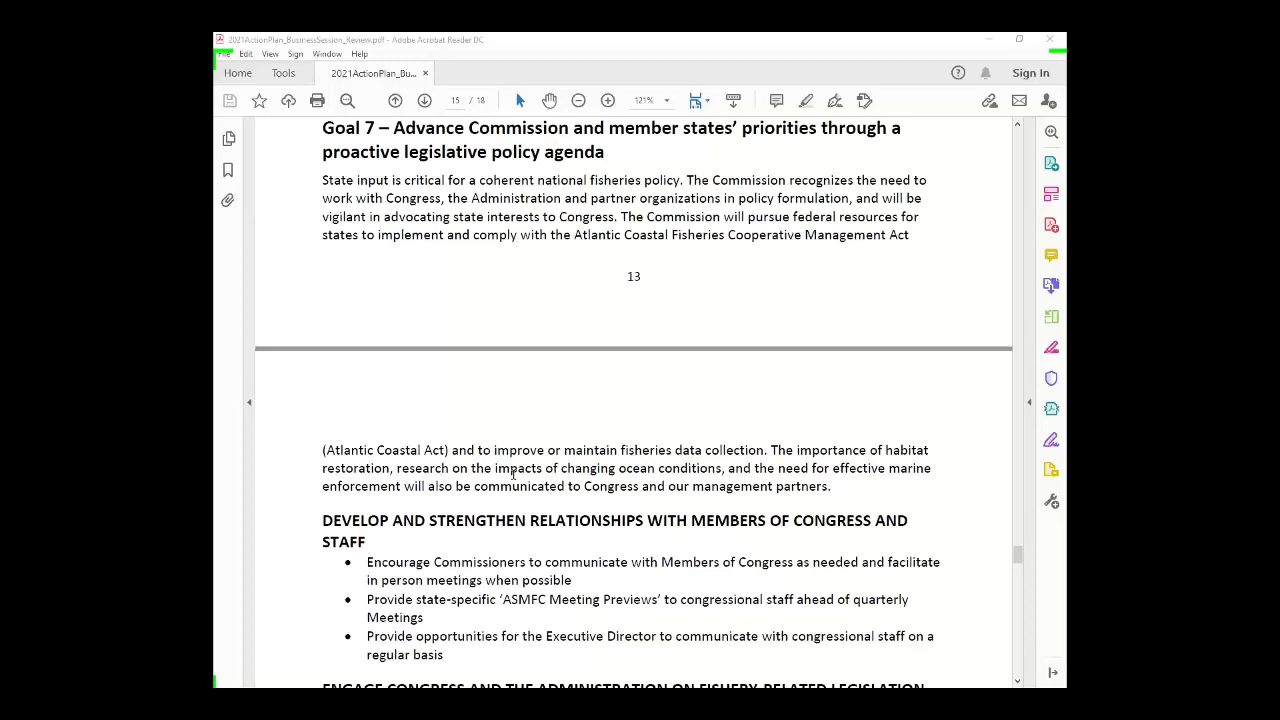 2021ActionPlan_BusinessSession_Review.pdf - Adobe Acrobat Reader DC
File Edit View Sign Window Help
Home Tools 2021ActionPlan_Bu... × Sign In
15 / 18 121%
Goal 7 – Advance Commission and member states’ priorities through a
proactive legislative policy agenda
State input is critical for a coherent national fisheries policy. The Commission recognizes the need to
work with Congress, the Administration and partner organizations in policy formulation, and will be
vigilant in advocating state interests to Congress. The Commission will pursue federal resources for
states to implement and comply with the Atlantic Coastal Fisheries Cooperative Management Act
13
(Atlantic Coastal Act) and to improve or maintain fisheries data collection. The importance of habitat
restoration, research on the impacts of changing ocean conditions, and the need for effective marine
enforcement will also be communicated to Congress and our management partners.
DEVELOP AND STRENGTHEN RELATIONSHIPS WITH MEMBERS OF CONGRESS AND
STAFF
• Encourage Commissioners to communicate with Members of Congress as needed and facilitate
in person meetings when possible
• Provide state-specific ‘ASMFC Meeting Previews’ to congressional staff ahead of quarterly
Meetings
• Provide opportunities for the Executive Director to communicate with congressional staff on a
regular basis
ENGAGE CONGRESS AND THE ADMINISTRATION ON FISHERY-RELATED LEGISLATION